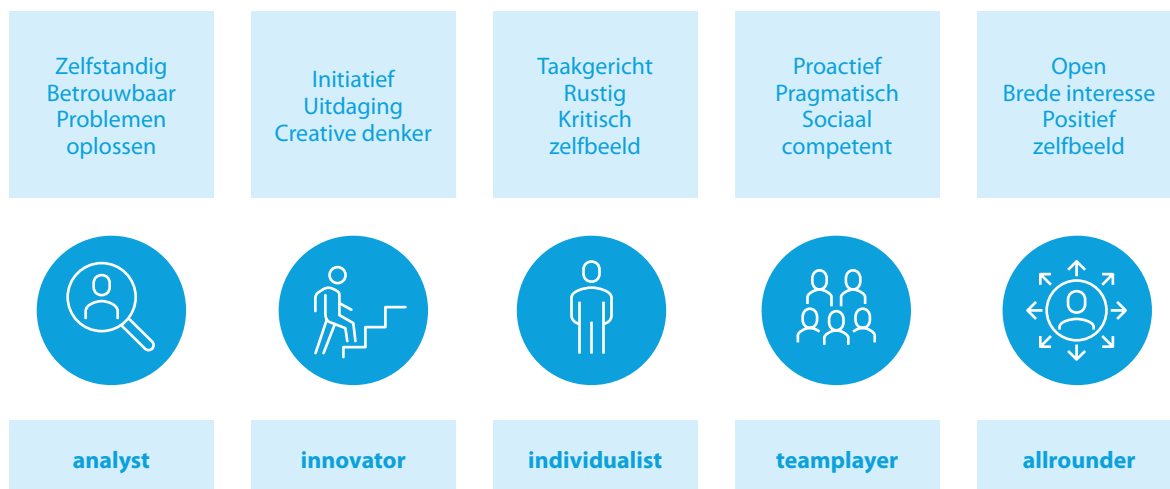 Zelfstandig
Betrouwbaar
Problemen
oplossen
Initiatief
Uitdaging
Creative denker
Taakgericht
Rustig
Kritisch
zelfbeeld
Proactief
Pragmatisch
Sociaal
competent
Open
Brede interesse
Positief
zelfbeeld
analyst
innovator
individualist
teamplayer
allrounder